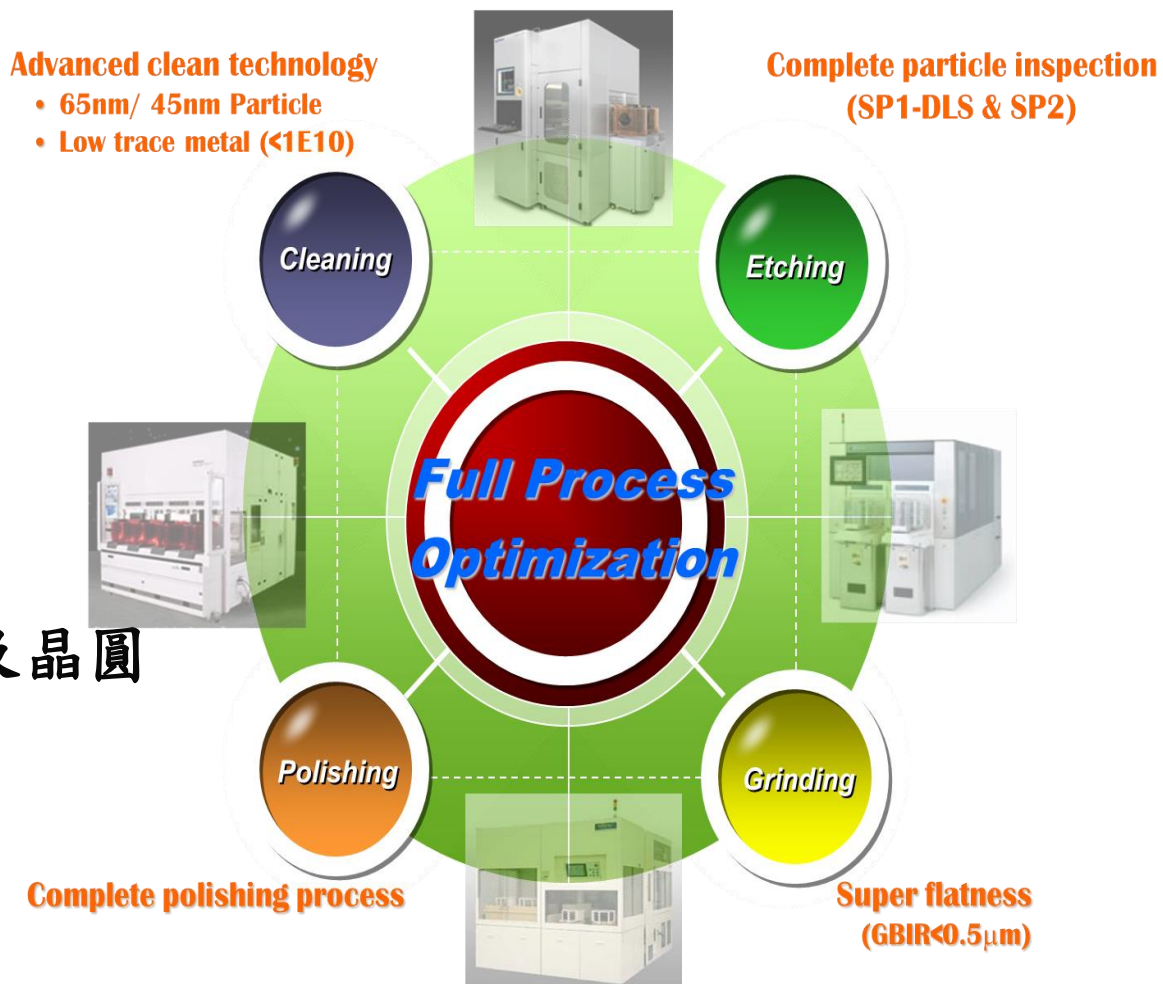 Advanced clean technology
• 65nm/ 45nm Particle
• Low trace metal (<1E10)
Complete particle inspection
(SP1-DLS & SP2)
Cleaning
Etching
Full Process
Optimization
晶圓
Polishing
Grinding
Complete polishing process
Super flatness
(GBIR<0.5μm)